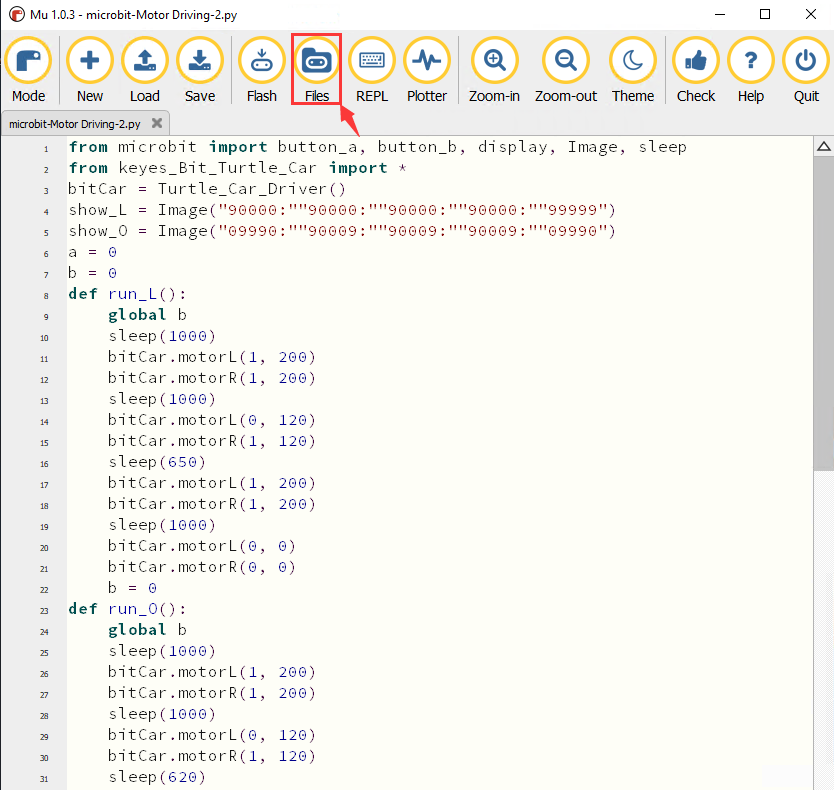 Mu 1.0.3 - microbit-Motor Driving-2.py
Mode New Load Save Flash Files REPL Plotter Zoom-in Zoom-out Theme Check Help Quit
microbit-Motor Driving-2.py
1 from microbit import button_a, button_b, display, Image, sleep
2 from keyes_Bit_Turtle_Car import *
3 bitCar = Turtle_Car_Driver()
4 show_L = Image("90000:""90000:""90000:""90000:""99999")
5 show_O = Image("09990:""90009:""90009:""90009:""09990")
6 a = 0
7 b = 0
8 def run_L():
9     global b
10     sleep(1000)
11     bitCar.motorL(1, 200)
12     bitCar.motorR(1, 200)
13     sleep(1000)
14     bitCar.motorL(0, 120)
15     bitCar.motorR(1, 120)
16     sleep(650)
17     bitCar.motorL(1, 200)
18     bitCar.motorR(1, 200)
19     sleep(1000)
20     bitCar.motorL(0, 0)
21     bitCar.motorR(0, 0)
22     b = 0
23 def run_O():
24     global b
25     sleep(1000)
26     bitCar.motorL(1, 200)
27     bitCar.motorR(1, 200)
28     sleep(1000)
29     bitCar.motorL(0, 120)
30     bitCar.motorR(1, 120)
31     sleep(620)